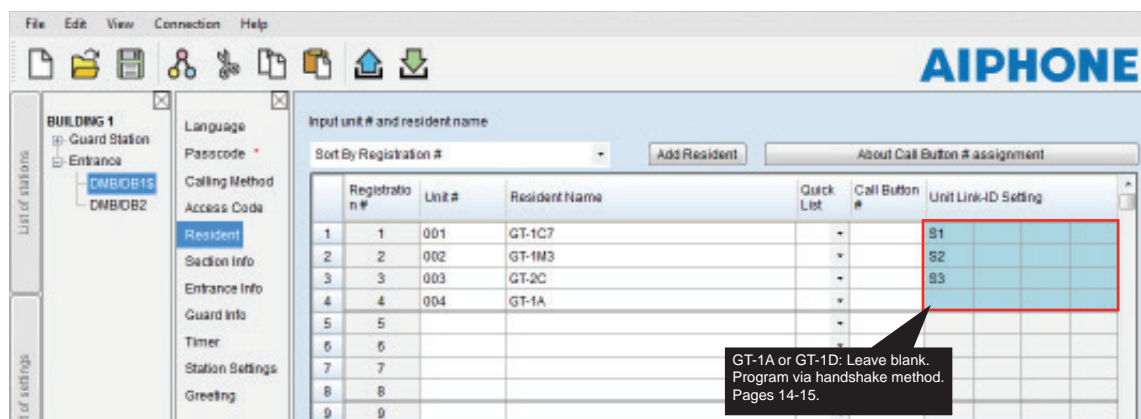 File Edit View Connection Help
AIPHONE
List of stations
BUILDING 1
Guard Station
Entrance
DMB/DB1S
DMB/DB2
of settings
Language
Passcode *
Calling Method
Access Code
Resident
Section Info
Entrance Info
Guard Info
Timer
Station Settings
Greeting
Input unit # and resident name
Sort By Registration # Add Resident About Call Button # assignment
Registratio n # Unit # Resident Name Quick List Call Button # Unit Link-ID Setting
1 1 001 GT-1C7 S1
2 2 002 GT-1M3 S2
3 3 003 GT-2C S3
4 4 004 GT-1A
5 5
6 6
7 7
8 8
9 9
GT-1A or GT-1D: Leave blank.
Program via handshake method.
Pages 14-15.